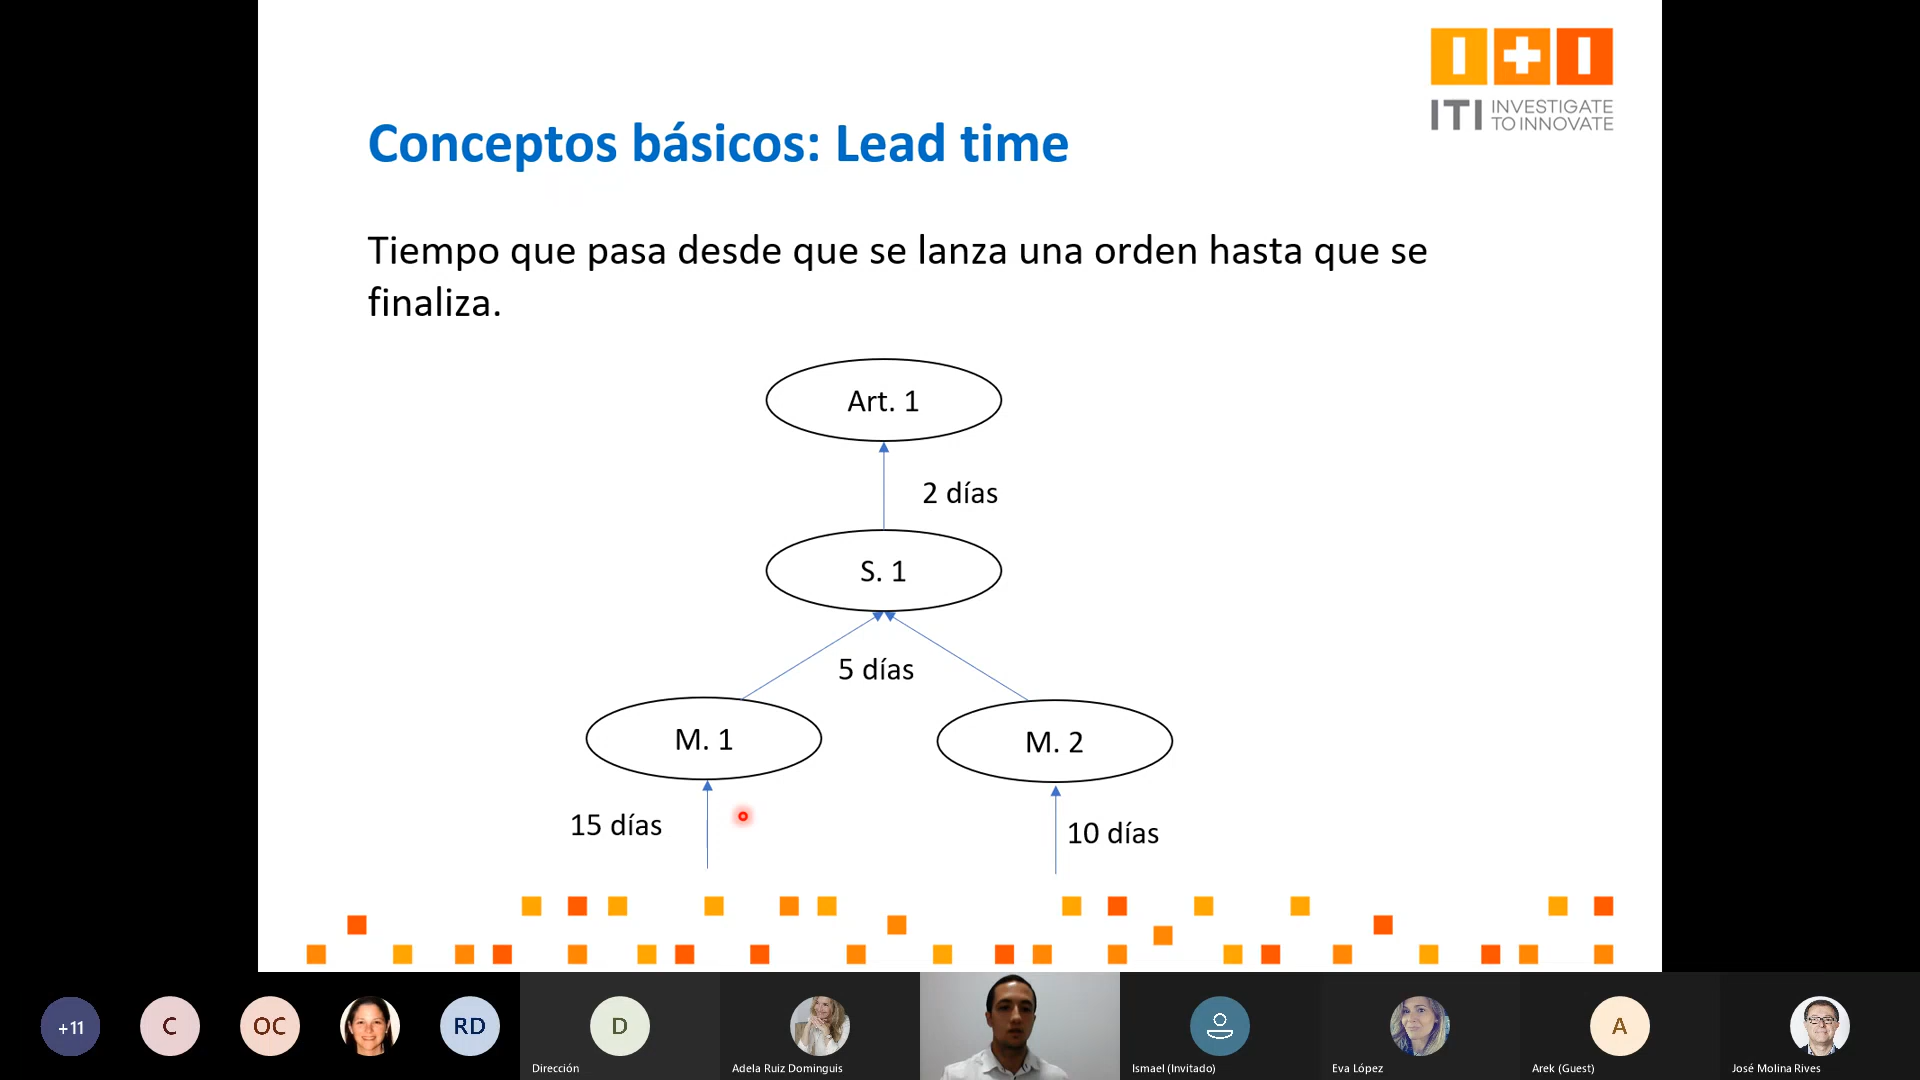 I+I
ITI INVESTIGATE
TO INNOVATE
Conceptos básicos: Lead time
Tiempo que pasa desde que se lanza una orden hasta que se
finaliza.
Art. 1
2 días
S. 1
5 días
M. 1
M. 2
15 días
10 días
+11
C
OC
RD
D
A
Dirección
Adela Ruiz Dominguis
Ismael (Invitado)
Eva López
Arek (Guest)
José Molina Rives